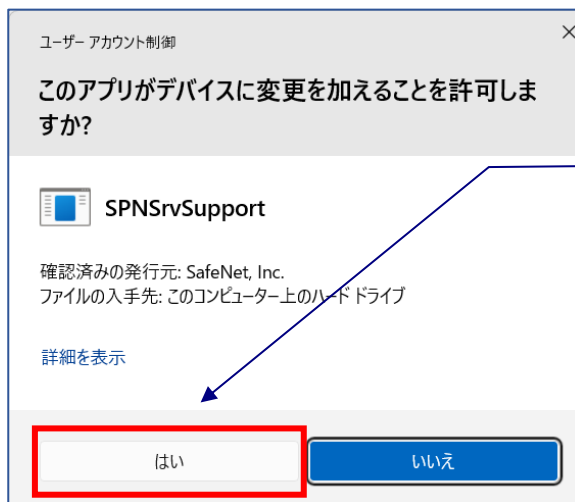 ユーザー アカウント制御
このアプリがデバイスに変更を加えることを許可しま
すか?
SPNSrvSupport
確認済みの発行元: SafeNet, Inc.
ファイルの入手先: このコンピューター上のハード ドライブ
詳細を表示
はい
いいえ